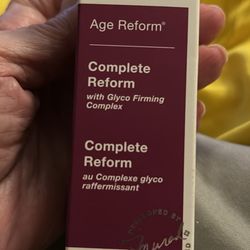 Age Reform®
Complete
Reform
with Glyco Firming
Complex
Complete
Reform
au Complexe glyco
raffermissant